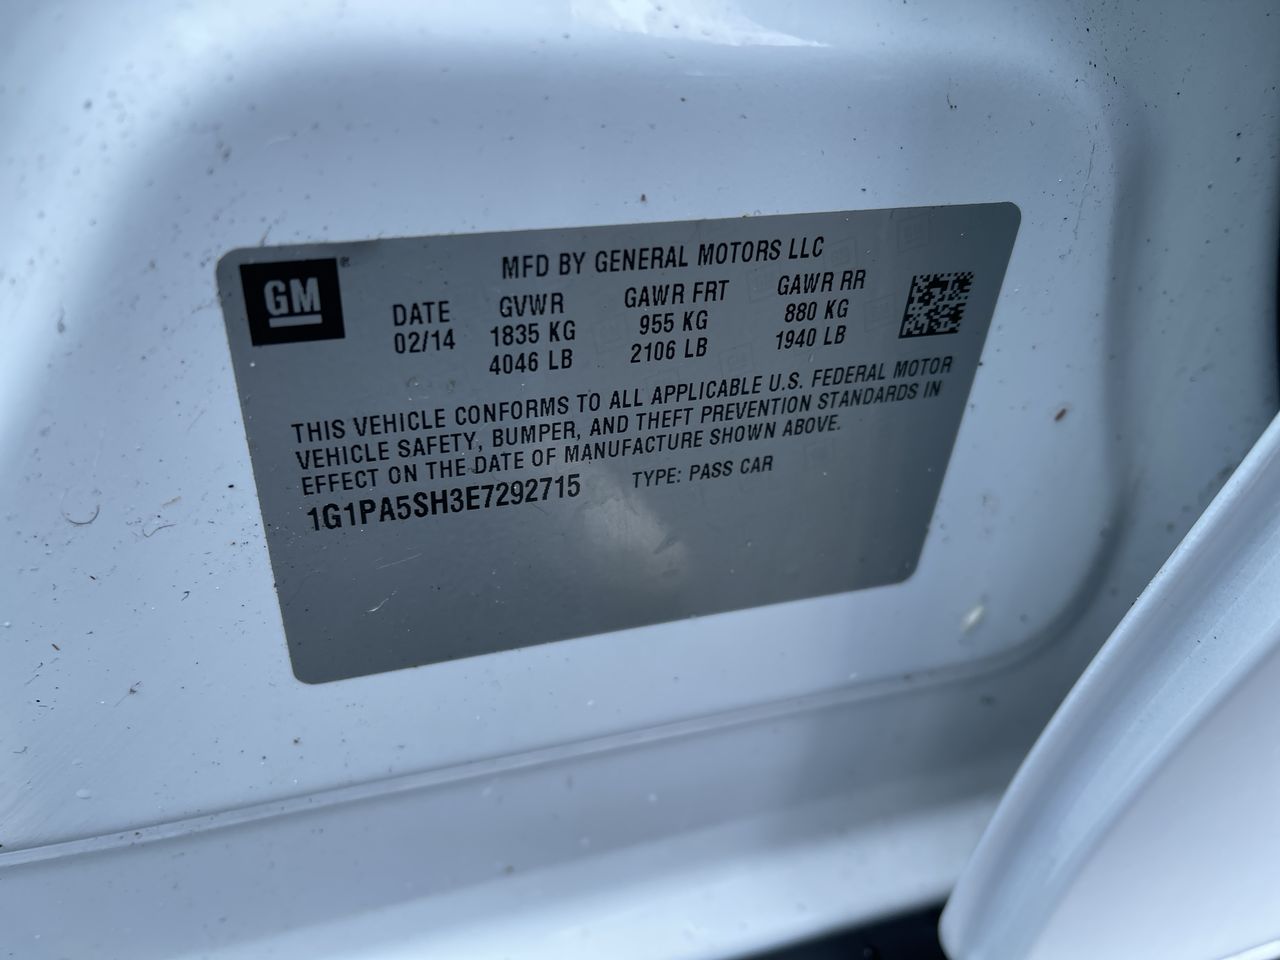 GM®
MFD BY GENERAL MOTORS LLC
DATE GVWR GAWR FRT GAWR RR
02/14 1835 KG 955 KG 880 KG
4046 LB 2106 LB 1940 LB
THIS VEHICLE CONFORMS TO ALL APPLICABLE U.S. FEDERAL MOTOR
VEHICLE SAFETY, BUMPER, AND THEFT PREVENTION STANDARDS IN
EFFECT ON THE DATE OF MANUFACTURE SHOWN ABOVE.
1G1PA5SH3E7292715 TYPE: PASS CAR